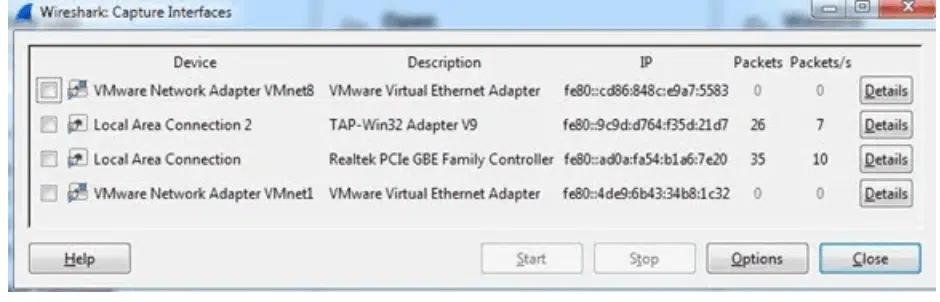 Wireshark: Capture Interfaces
Device Description IP Packets Packets/s
VMware Network Adapter VMnet8 VMware Virtual Ethernet Adapter fe80::cd86:848c:e9a7:5583 0 0 Details
Local Area Connection 2 TAP-Win32 Adapter V9 fe80::9c9d:d764:f35d:21d7 26 7 Details
Local Area Connection Realtek PCIe GBE Family Controller fe80::ad0a:fa54:b1a6:7e20 35 10 Details
VMware Network Adapter VMnet1 VMware Virtual Ethernet Adapter fe80::4de9:6b43:34b8:1c32 0 0 Details
Help Start Stop Options Close